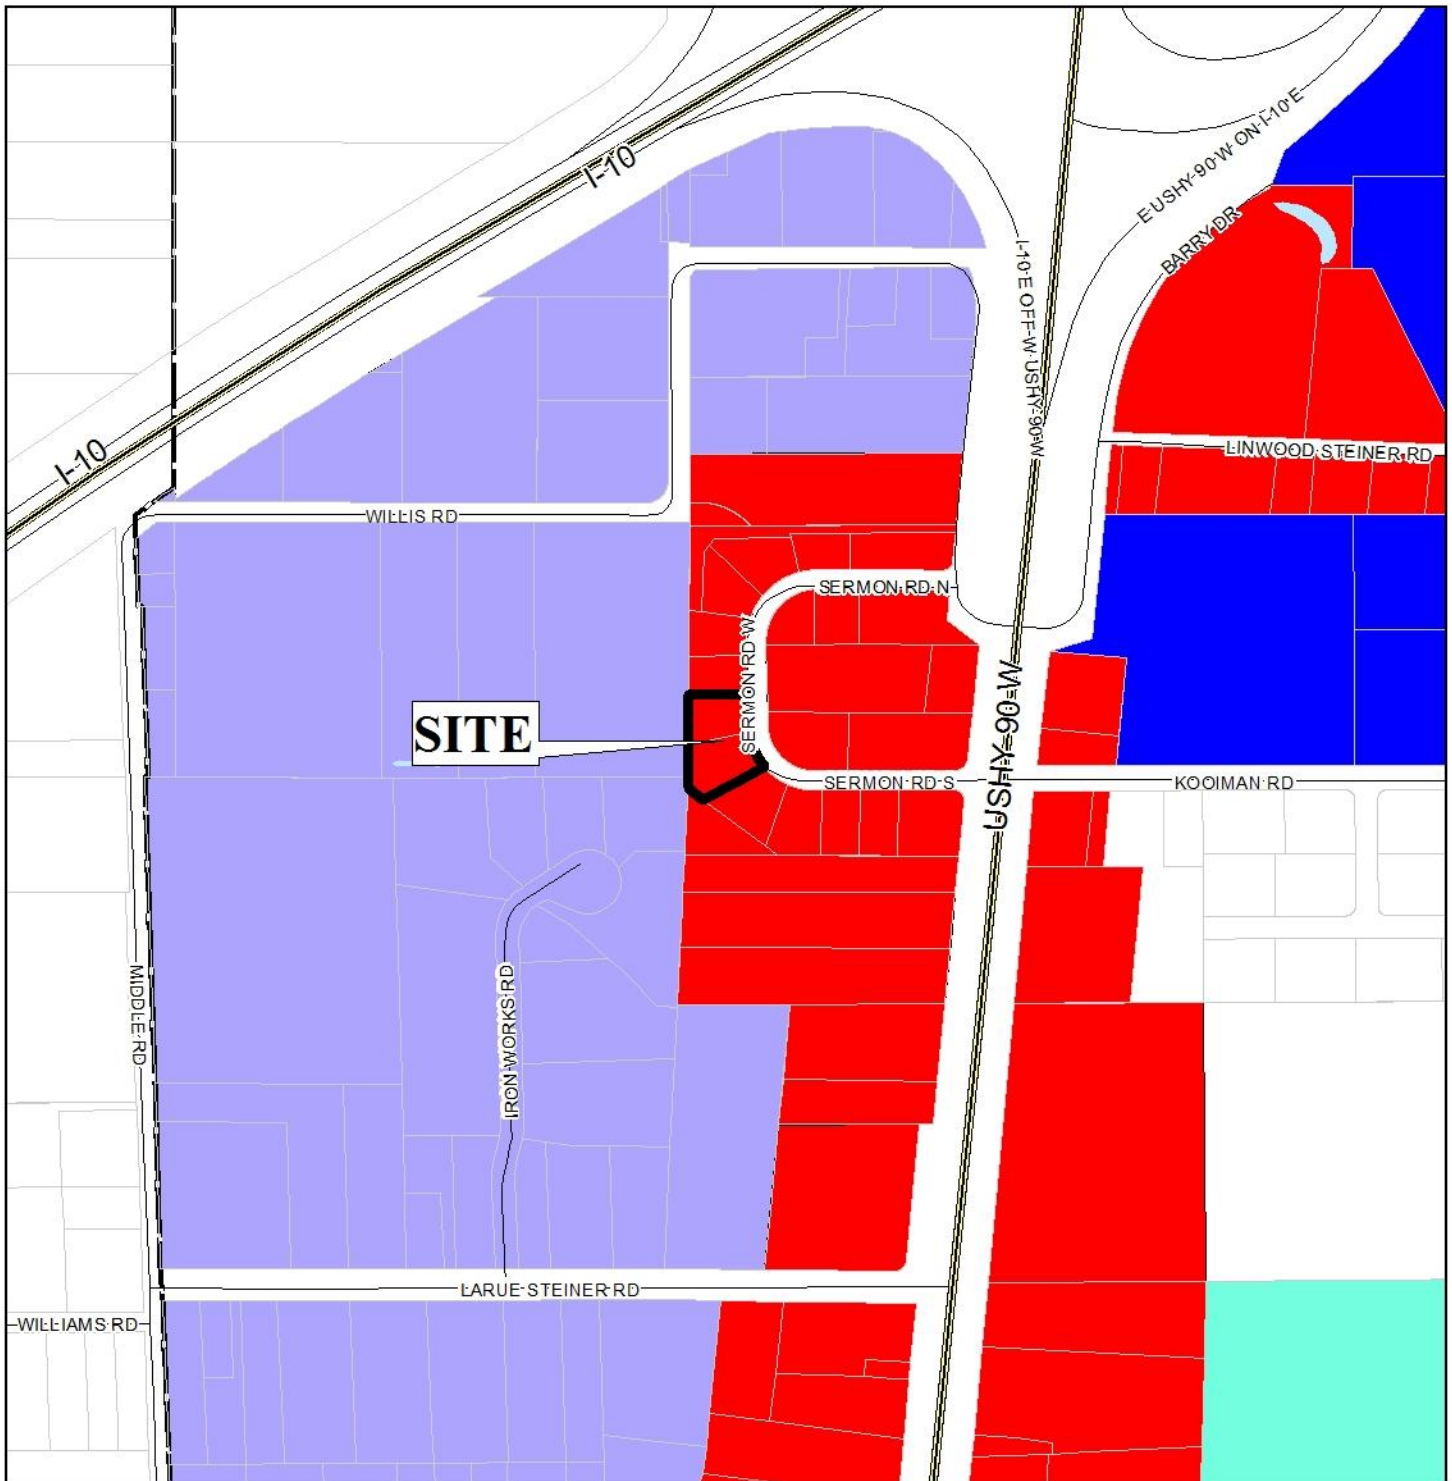 I-10
E USHY-90-W ON I-10 E
BARRY DR
I-10 E OFF-W USHY-90-W
I-10
LINWOOD STEINER RD
WILLIS RD
SERMON RD N
SERMON RD W
SITE
USHY-90-W
SERMON RD S
KOOIMAN RD
MIDDLE RD
IRON WORKS RD
LARUE STEINER RD
WILLIAMS RD